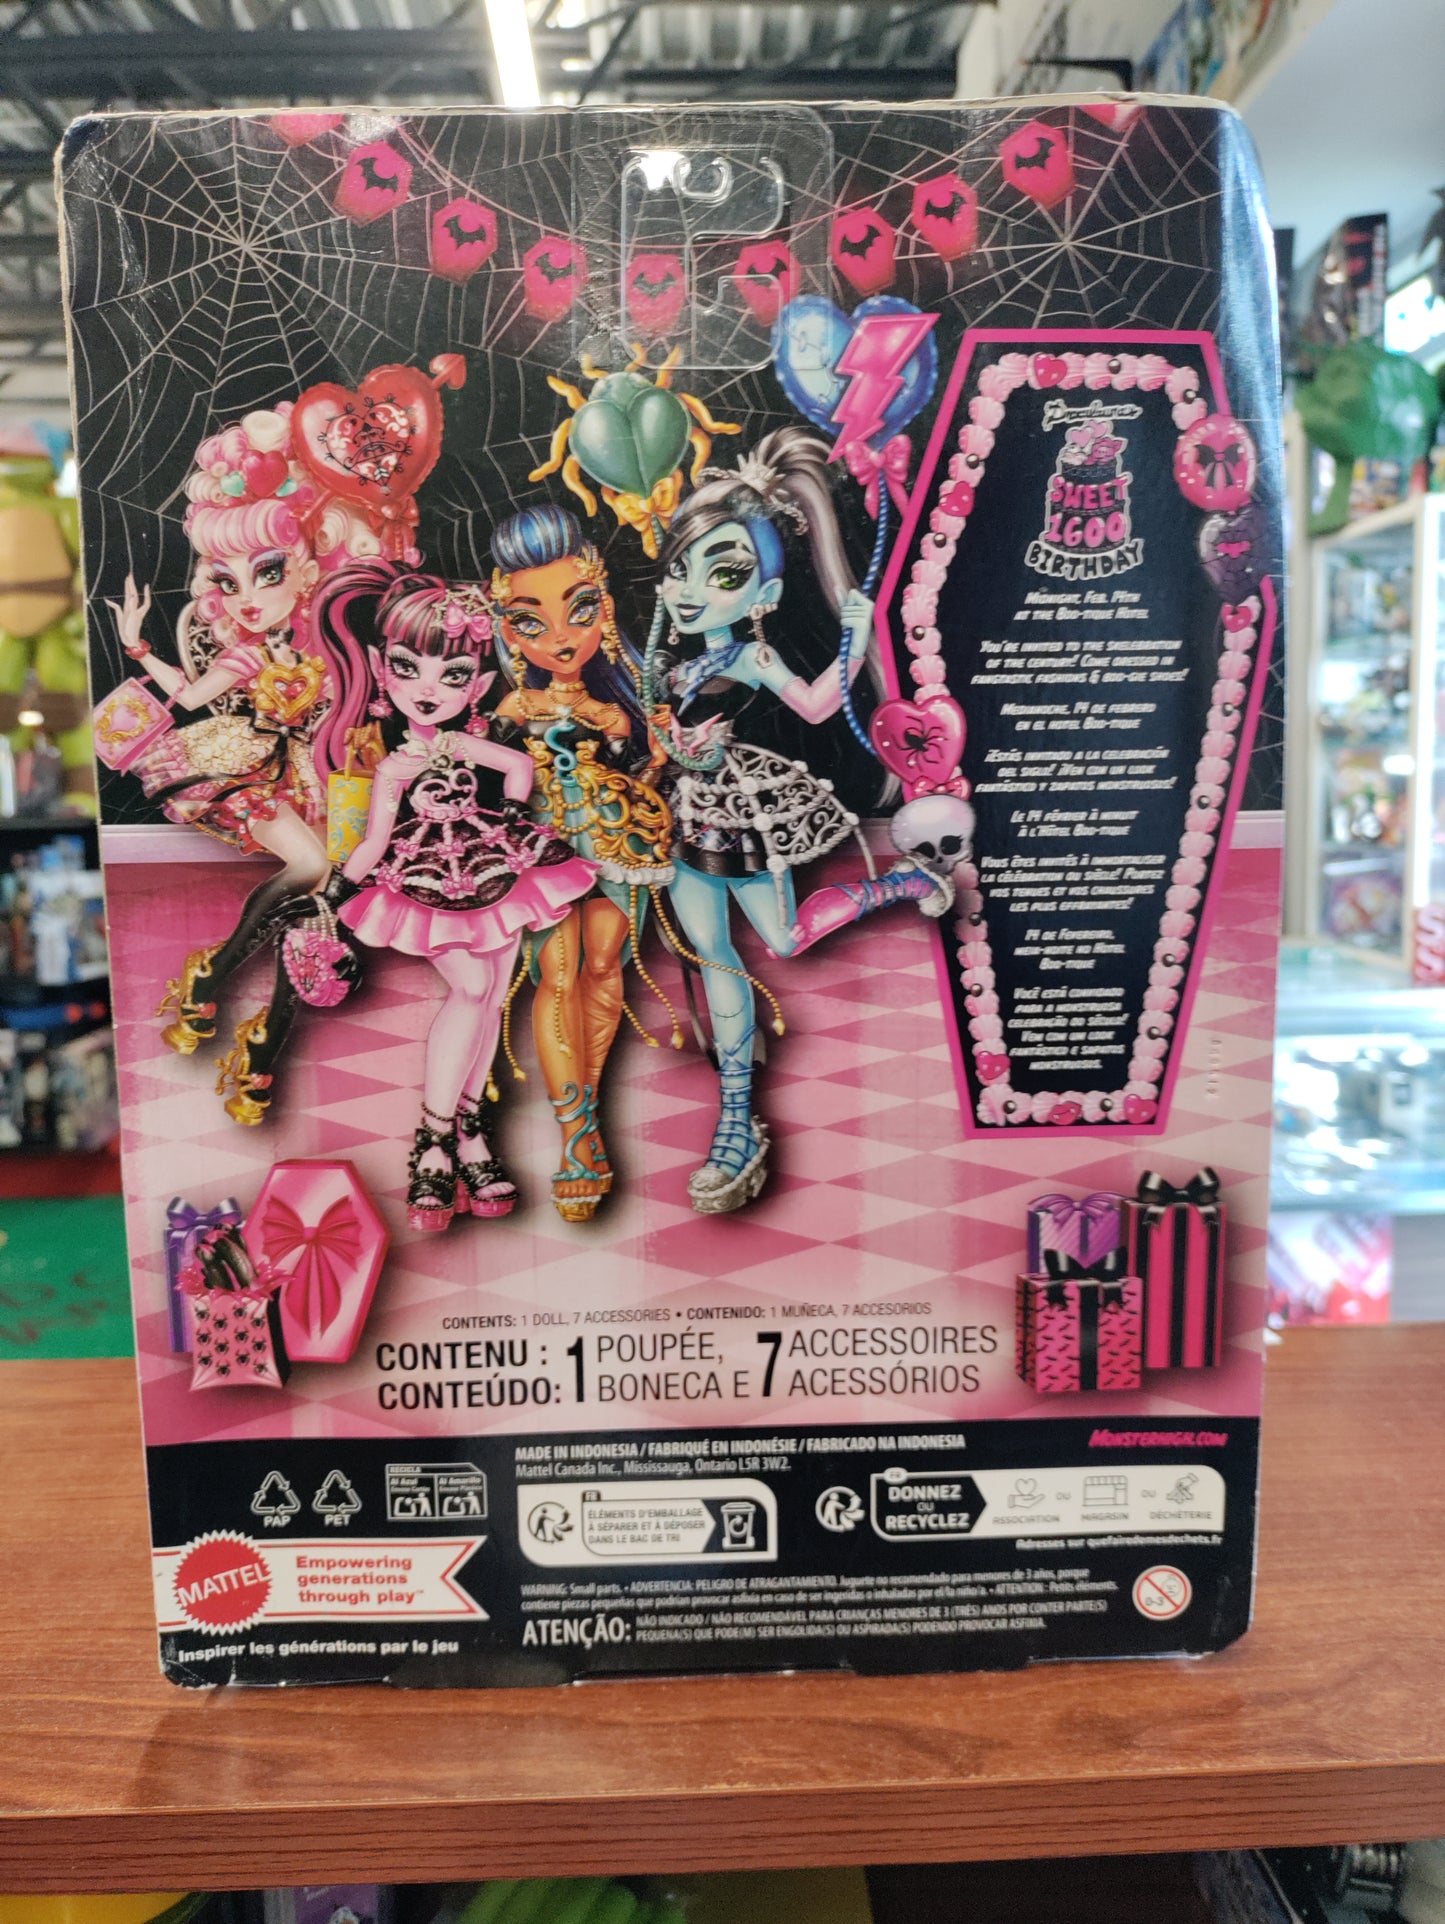 Draculaura's
SWEET
1600
BIRTHDAY
Midnight, Feb. 14th
at the Boo-tique Hotel
You're invited to the skelebration
of the century! Come dressed in
fangtastic fashions & boo-gie shoes!
Medianoche, 14 de febrero
en el hotel Boo-tique
¡Estás invitado a la celebración
del siglo! ¡Ven con un look
fantástico y zapatos monstruosos!
Le 14 février à minuit
à l'Hôtel Boo-tique
Vous êtes invités à immortaliser
la célébration du siècle! Portez
vos tenues et vos chaussures
les plus effrayantes!
14 de Fevereiro,
meia-noite no Hotel
Boo-tique
Você está convidado
para a monstruosa
celebração do século!
Vem com um look
fantástico e sapatos
monstruosos.
CONTENTS: 1 DOLL, 7 ACCESSORIES • CONTENIDO: 1 MUÑECA, 7 ACCESORIOS
CONTENU : 1 POUPÉE, 7 ACCESSOIRES
CONTEÚDO: 1 BONECA E 7 ACESSÓRIOS
MADE IN INDONESIA / FABRIQUÉ EN INDONÉSIE / FABRICADO NA INDONESIA
Mattel Canada Inc., Mississauga, Ontario L5R 3W2.
MONSTERHIGH.COM
PAP
PET
RECICLA
Al Azul
Al Amarillo
FR
ÉLÉMENTS D'EMBALLAGE
À SÉPARER ET À DÉPOSER
DANS LE BAC DE TRI
FR
DONNEZ
OU
RECYCLEZ
ASSOCIATION OU MAGASIN OU DÉCHÈTERIE
Adresses sur quefairedemesdechets.fr
MATTEL
Empowering
generations
through play™
Inspirer les générations par le jeu
WARNING: Small parts. • ADVERTENCIA: PELIGRO DE ATRAGANTAMIENTO. Juguete no recomendado para menores de 3 años, porque
contiene piezas pequeñas que podrían provocar asfixia en caso de ser ingeridas o inhaladas por el/la niño/a. • ATTENTION : Petits éléments.
ATENÇÃO: NÃO INDICADO / NÃO RECOMENDÁVEL PARA CRIANÇAS MENORES DE 3 (TRÊS) ANOS POR CONTER PARTE(S)
PEQUENA(S) QUE PODE(M) SER ENGOLIDA(S) OU ASPIRADA(S) PODENDO PROVOCAR ASFIXIA.
0-3